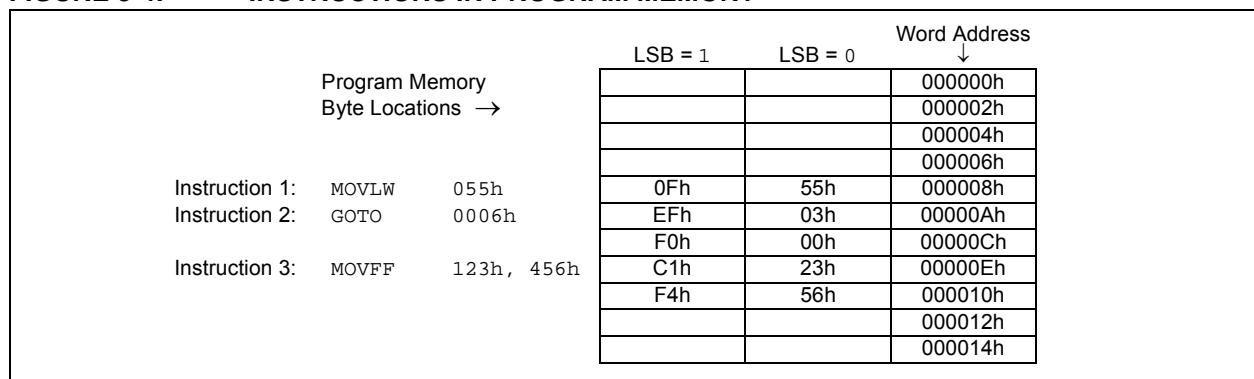 Word Address
LSB = 1 LSB = 0 ↓
Program Memory 000000h
Byte Locations → 000002h
000004h
000006h
Instruction 1: MOVLW 055h 0Fh 55h 000008h
Instruction 2: GOTO 0006h EFh 03h 00000Ah
F0h 00h 00000Ch
Instruction 3: MOVFF 123h, 456h C1h 23h 00000Eh
F4h 56h 000010h
000012h
000014h